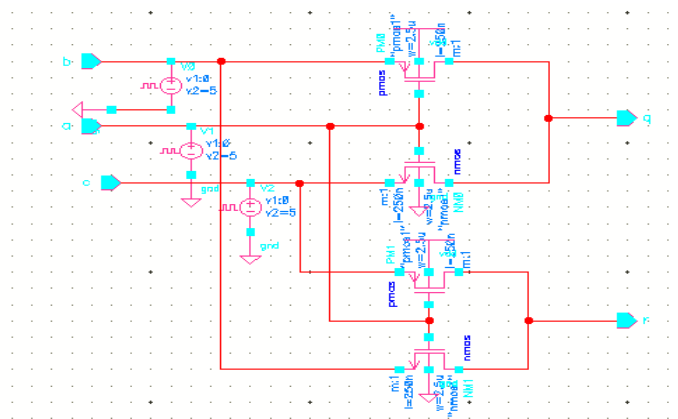 PM0
"pmos1"
w=2.5u
l=250n
m:1
b
V0
v1:0
v2=5
pmos
q
a
V1
v1:0
v2=5
nmos
c
gnd
V2
v1:0
v2=5
m:1
l=250n
w=2.5u
"nmos1"
NM0
gnd
PM1
"pmos1"
w=2.5u
l=250n
m:1
pmos
r
nmos
m:1
l=250n
w=2.5u
"nmos1"
NM1